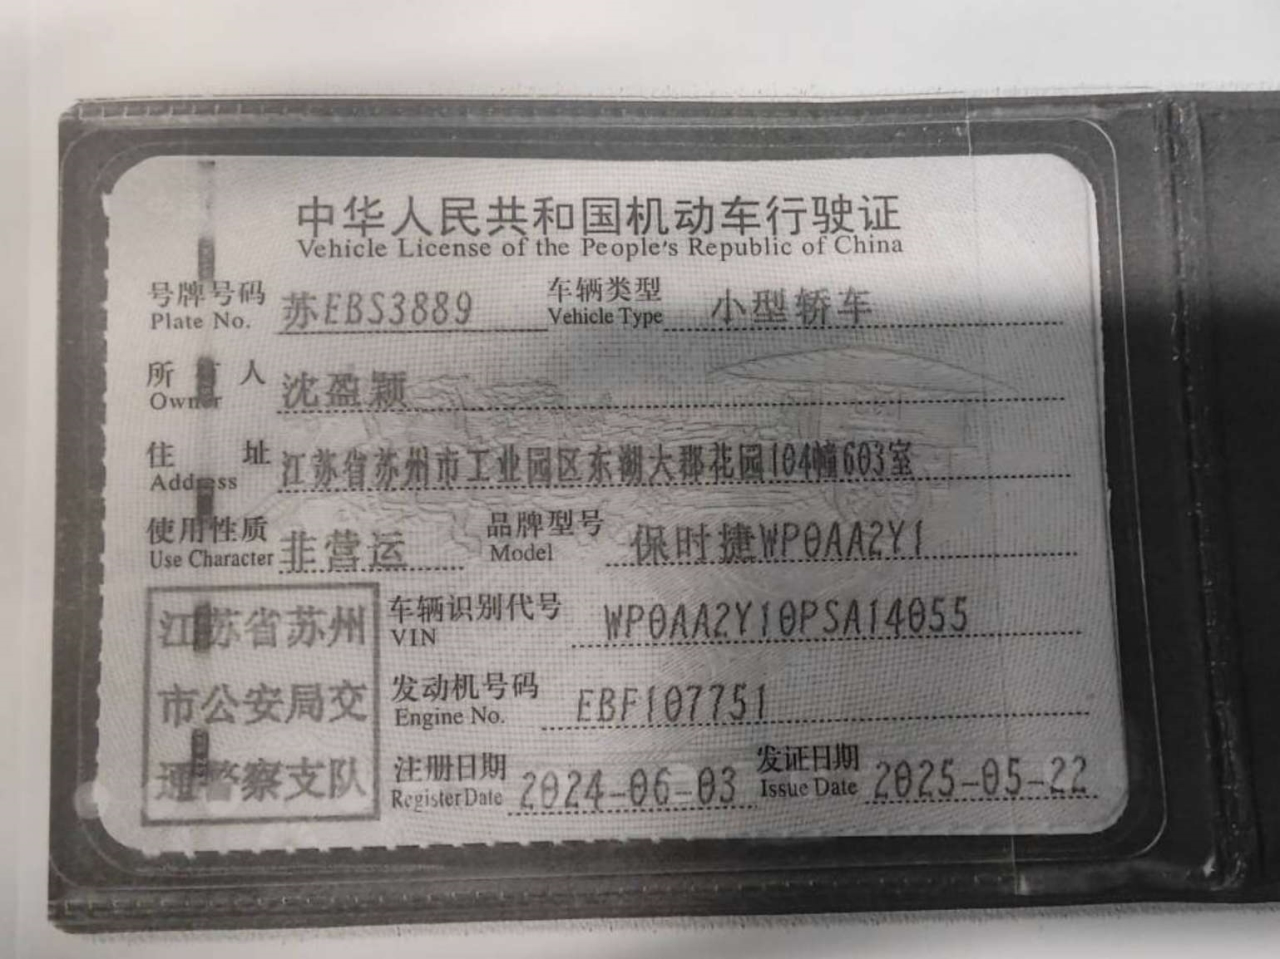 中华人民共和国机动车行驶证
Vehicle License of the People's Republic of China
号牌号码 苏EBS3889 车辆类型 小型轿车
Plate No. Vehicle Type
所有人 沈盈颖
Owner
住址 江苏省苏州市工业园区东湖大郡花园104幢603室
Address
使用性质 非营运 品牌型号 保时捷WP0AA2Y1
Use Character Model
江苏省苏州
市公安局交
通警察支队
车辆识别代号 WP0AA2Y10PSA14055
VIN
发动机号码 EBF107751
Engine No.
注册日期 2024-06-03 发证日期 2025-05-22
Register Date Issue Date